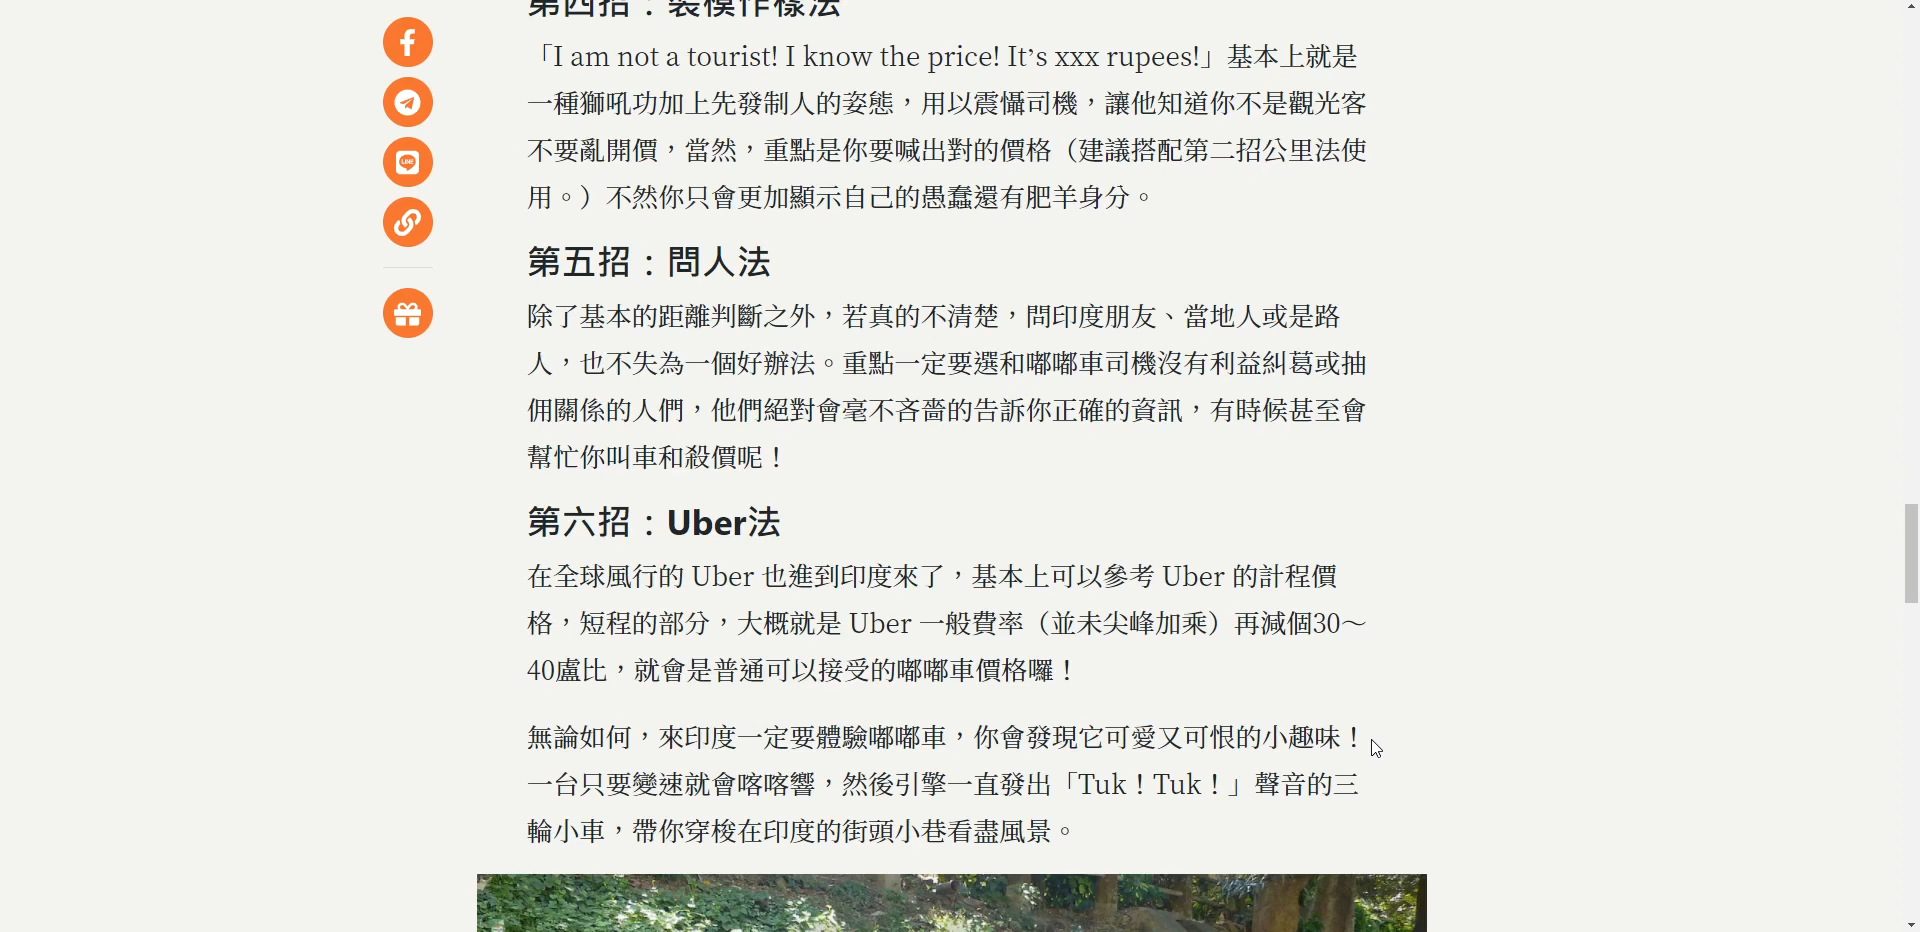 第四招：裝模作樣法
「I am not a tourist! I know the price! It’s xxx rupees!」基本上就是
一種獅吼功加上先發制人的姿態，用以震懾司機，讓他知道你不是觀光客
不要亂開價，當然，重點是你要喊出對的價格（建議搭配第二招公里法使
用。）不然你只會更加顯示自己的愚蠢還有肥羊身分。
第五招：問人法
除了基本的距離判斷之外，若真的不清楚，問印度朋友、當地人或是路
人，也不失為一個好辦法。重點一定要選和嘟嘟車司機沒有利益糾葛或抽
佣關係的人們，他們絕對會毫不吝嗇的告訴你正確的資訊，有時候甚至會
幫忙你叫車和殺價呢！
第六招：Uber法
在全球風行的 Uber 也進到印度來了，基本上可以參考 Uber 的計程價
格，短程的部分，大概就是 Uber 一般費率（並未尖峰加乘）再減個30～
40盧比，就會是普通可以接受的嘟嘟車價格囉！
無論如何，來印度一定要體驗嘟嘟車，你會發現它可愛又可恨的小趣味！
一台只要變速就會喀喀響，然後引擎一直發出「Tuk！Tuk！」聲音的三
輪小車，帶你穿梭在印度的街頭小巷看盡風景。
LINE